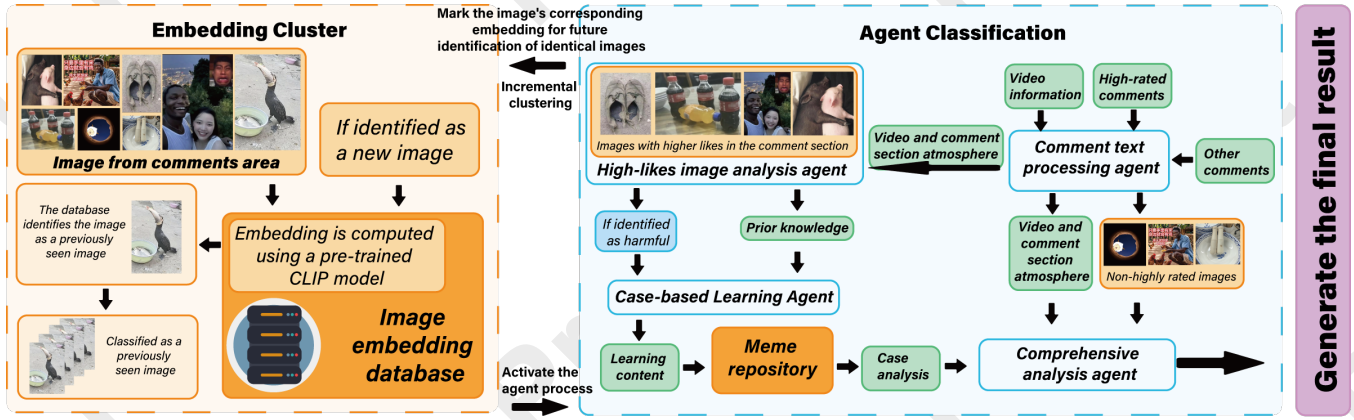 Embedding Cluster
Image from comments area
If identified as
a new image
The database
identifies the image
as a previously
seen image
Embedding is computed
using a pre-trained
CLIP model
Image
embedding
database
Classified as a
previously
seen image
Mark the image's corresponding
embedding for future
identification of identical images
Incremental
clustering
Activate the
agent process
Agent Classification
Images with higher likes in the comment section
High-likes image analysis agent
Video and comment
section atmosphere
Video
information
High-rated
comments
Comment text
processing agent
Other
comments
If identified
as harmful
Prior knowledge
Video and
comment
section
atmosphere
Non-highly rated images
Case-based Learning Agent
Learning
content
Meme
repository
Case
analysis
Comprehensive
analysis agent
Generate the final result